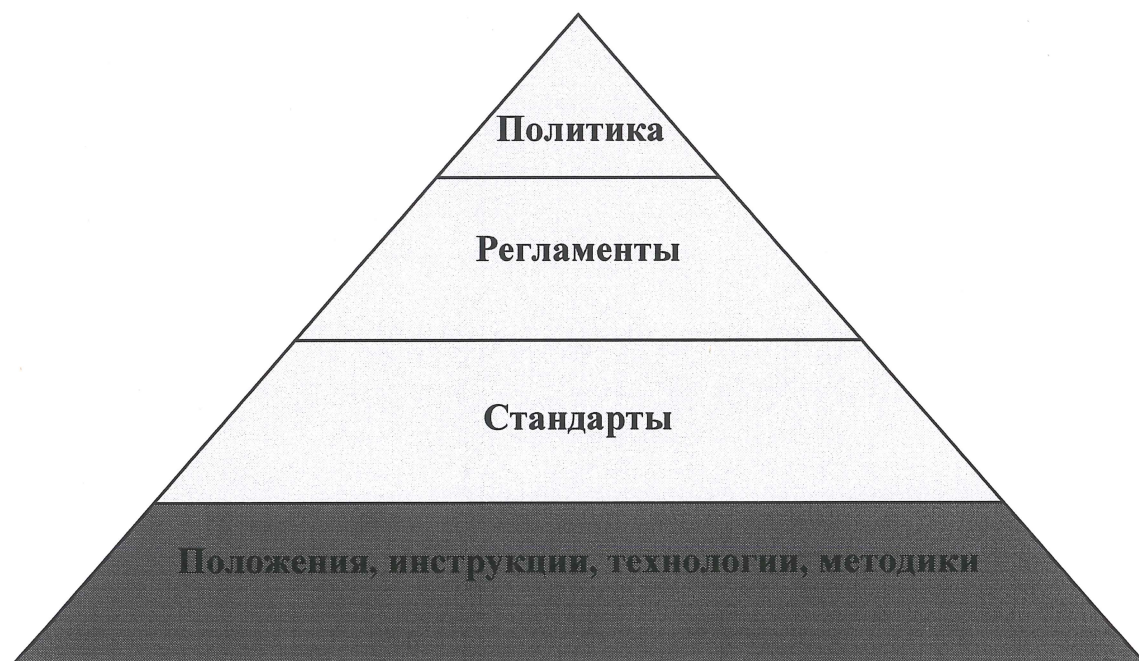 Политика
Регламенты
Стандарты
Положения, инструкции, технологии, методики